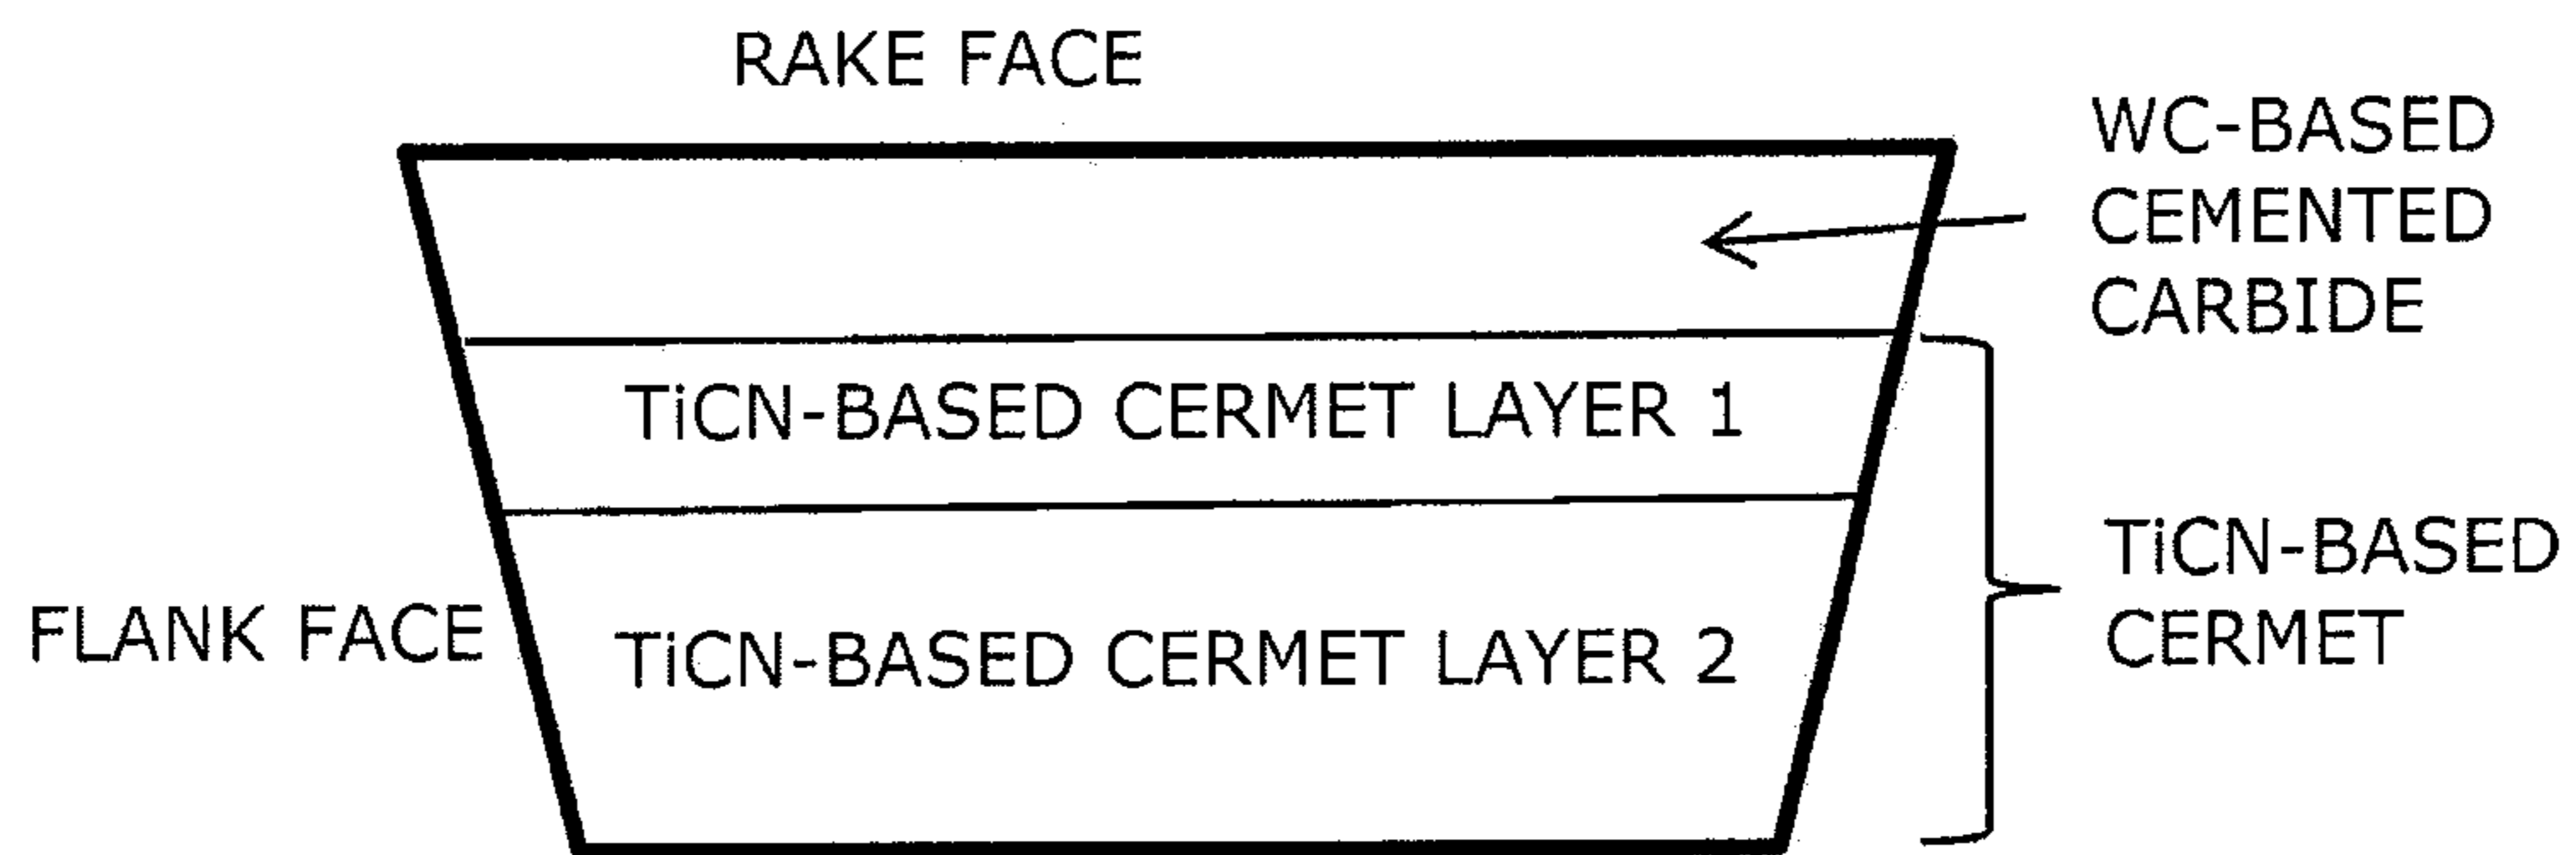 RAKE FACE
WC-BASED
CEMENTED
CARBIDE
TiCN-BASED CERMET LAYER 1
TiCN-BASED
CERMET
FLANK FACE
TiCN-BASED CERMET LAYER 2